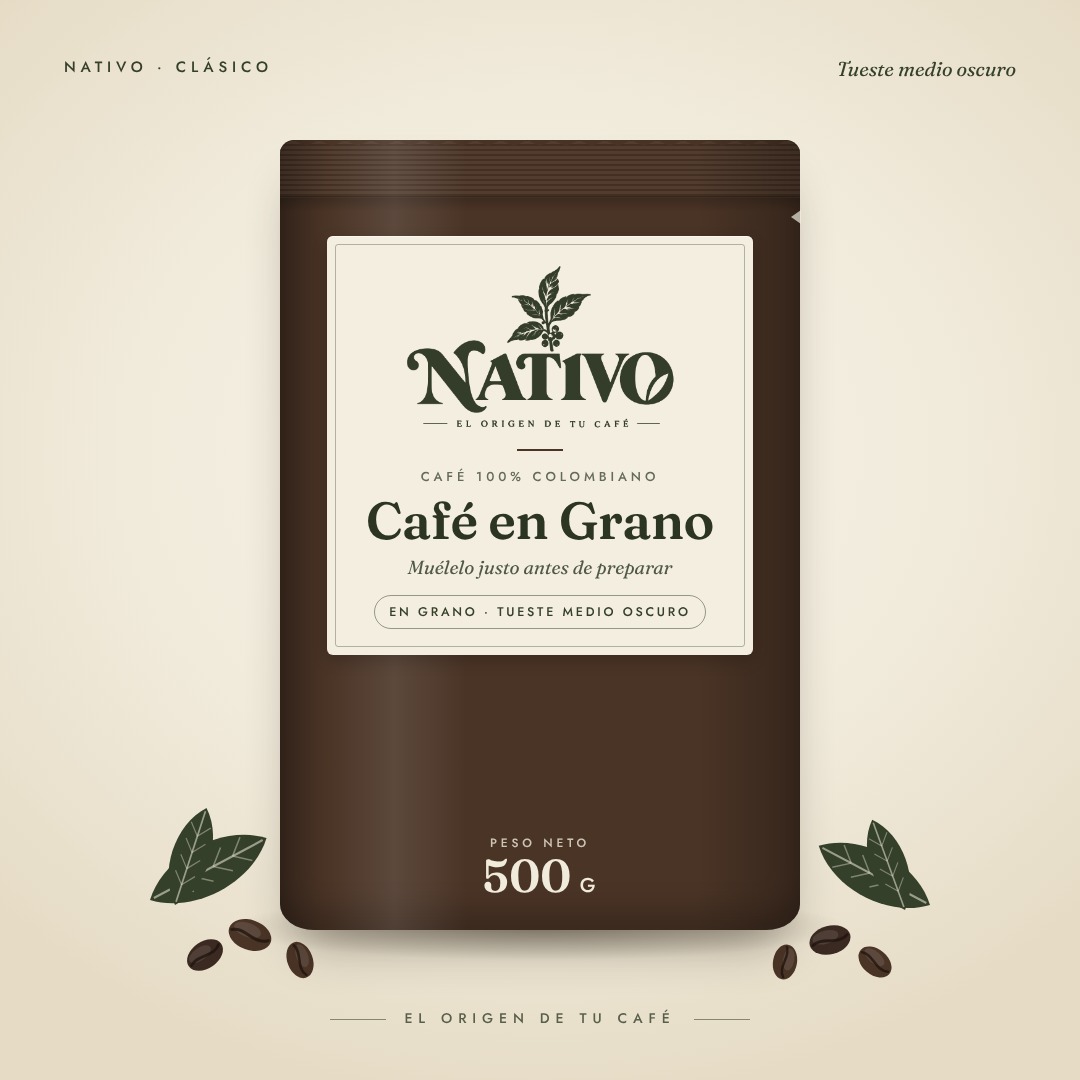 NATIVO · CLÁSICO
Tueste medio oscuro
NATIVO
EL ORIGEN DE TU CAFÉ
CAFÉ 100% COLOMBIANO
Café en Grano
Muélelo justo antes de preparar
EN GRANO · TUESTE MEDIO OSCURO
PESO NETO
500 G
EL ORIGEN DE TU CAFÉ